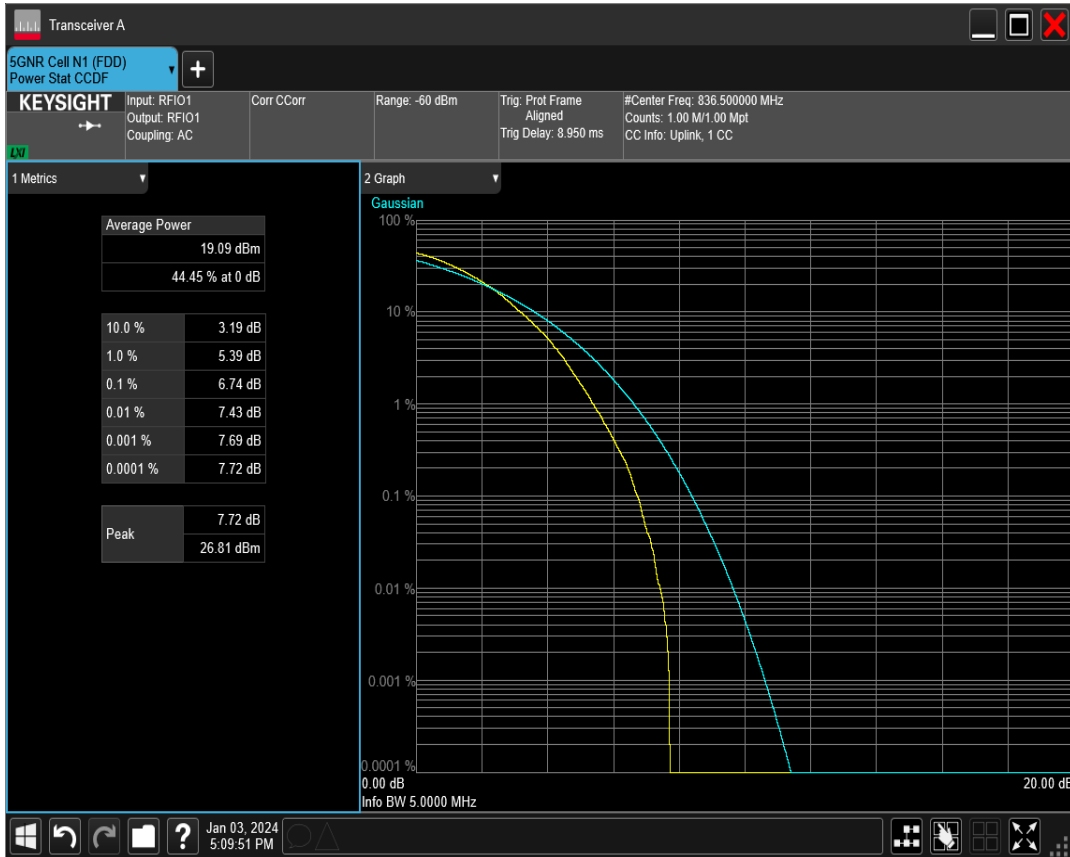 Transceiver A
5GNR Cell N1 (FDD)
Power Stat CCDF
+
KEYSIGHT
LXI
Input: RFIO1
Output: RFIO1
Coupling: AC
Corr CCorr
Range: -60 dBm
Trig: Prot Frame
Aligned
Trig Delay: 8.950 ms
#Center Freq: 836.500000 MHz
Counts: 1.00 M/1.00 Mpt
CC Info: Uplink, 1 CC
1 Metrics
Average Power
19.09 dBm
44.45 % at 0 dB
10.0 % 3.19 dB
1.0 % 5.39 dB
0.1 % 6.74 dB
0.01 % 7.43 dB
0.001 % 7.69 dB
0.0001 % 7.72 dB
Peak
7.72 dB
26.81 dBm
2 Graph
Gaussian
100 %
10 %
1 %
0.1 %
0.01 %
0.001 %
0.0001 %
0.00 dB 20.00 dB
Info BW 5.0000 MHz
?
Jan 03, 2024
5:09:51 PM